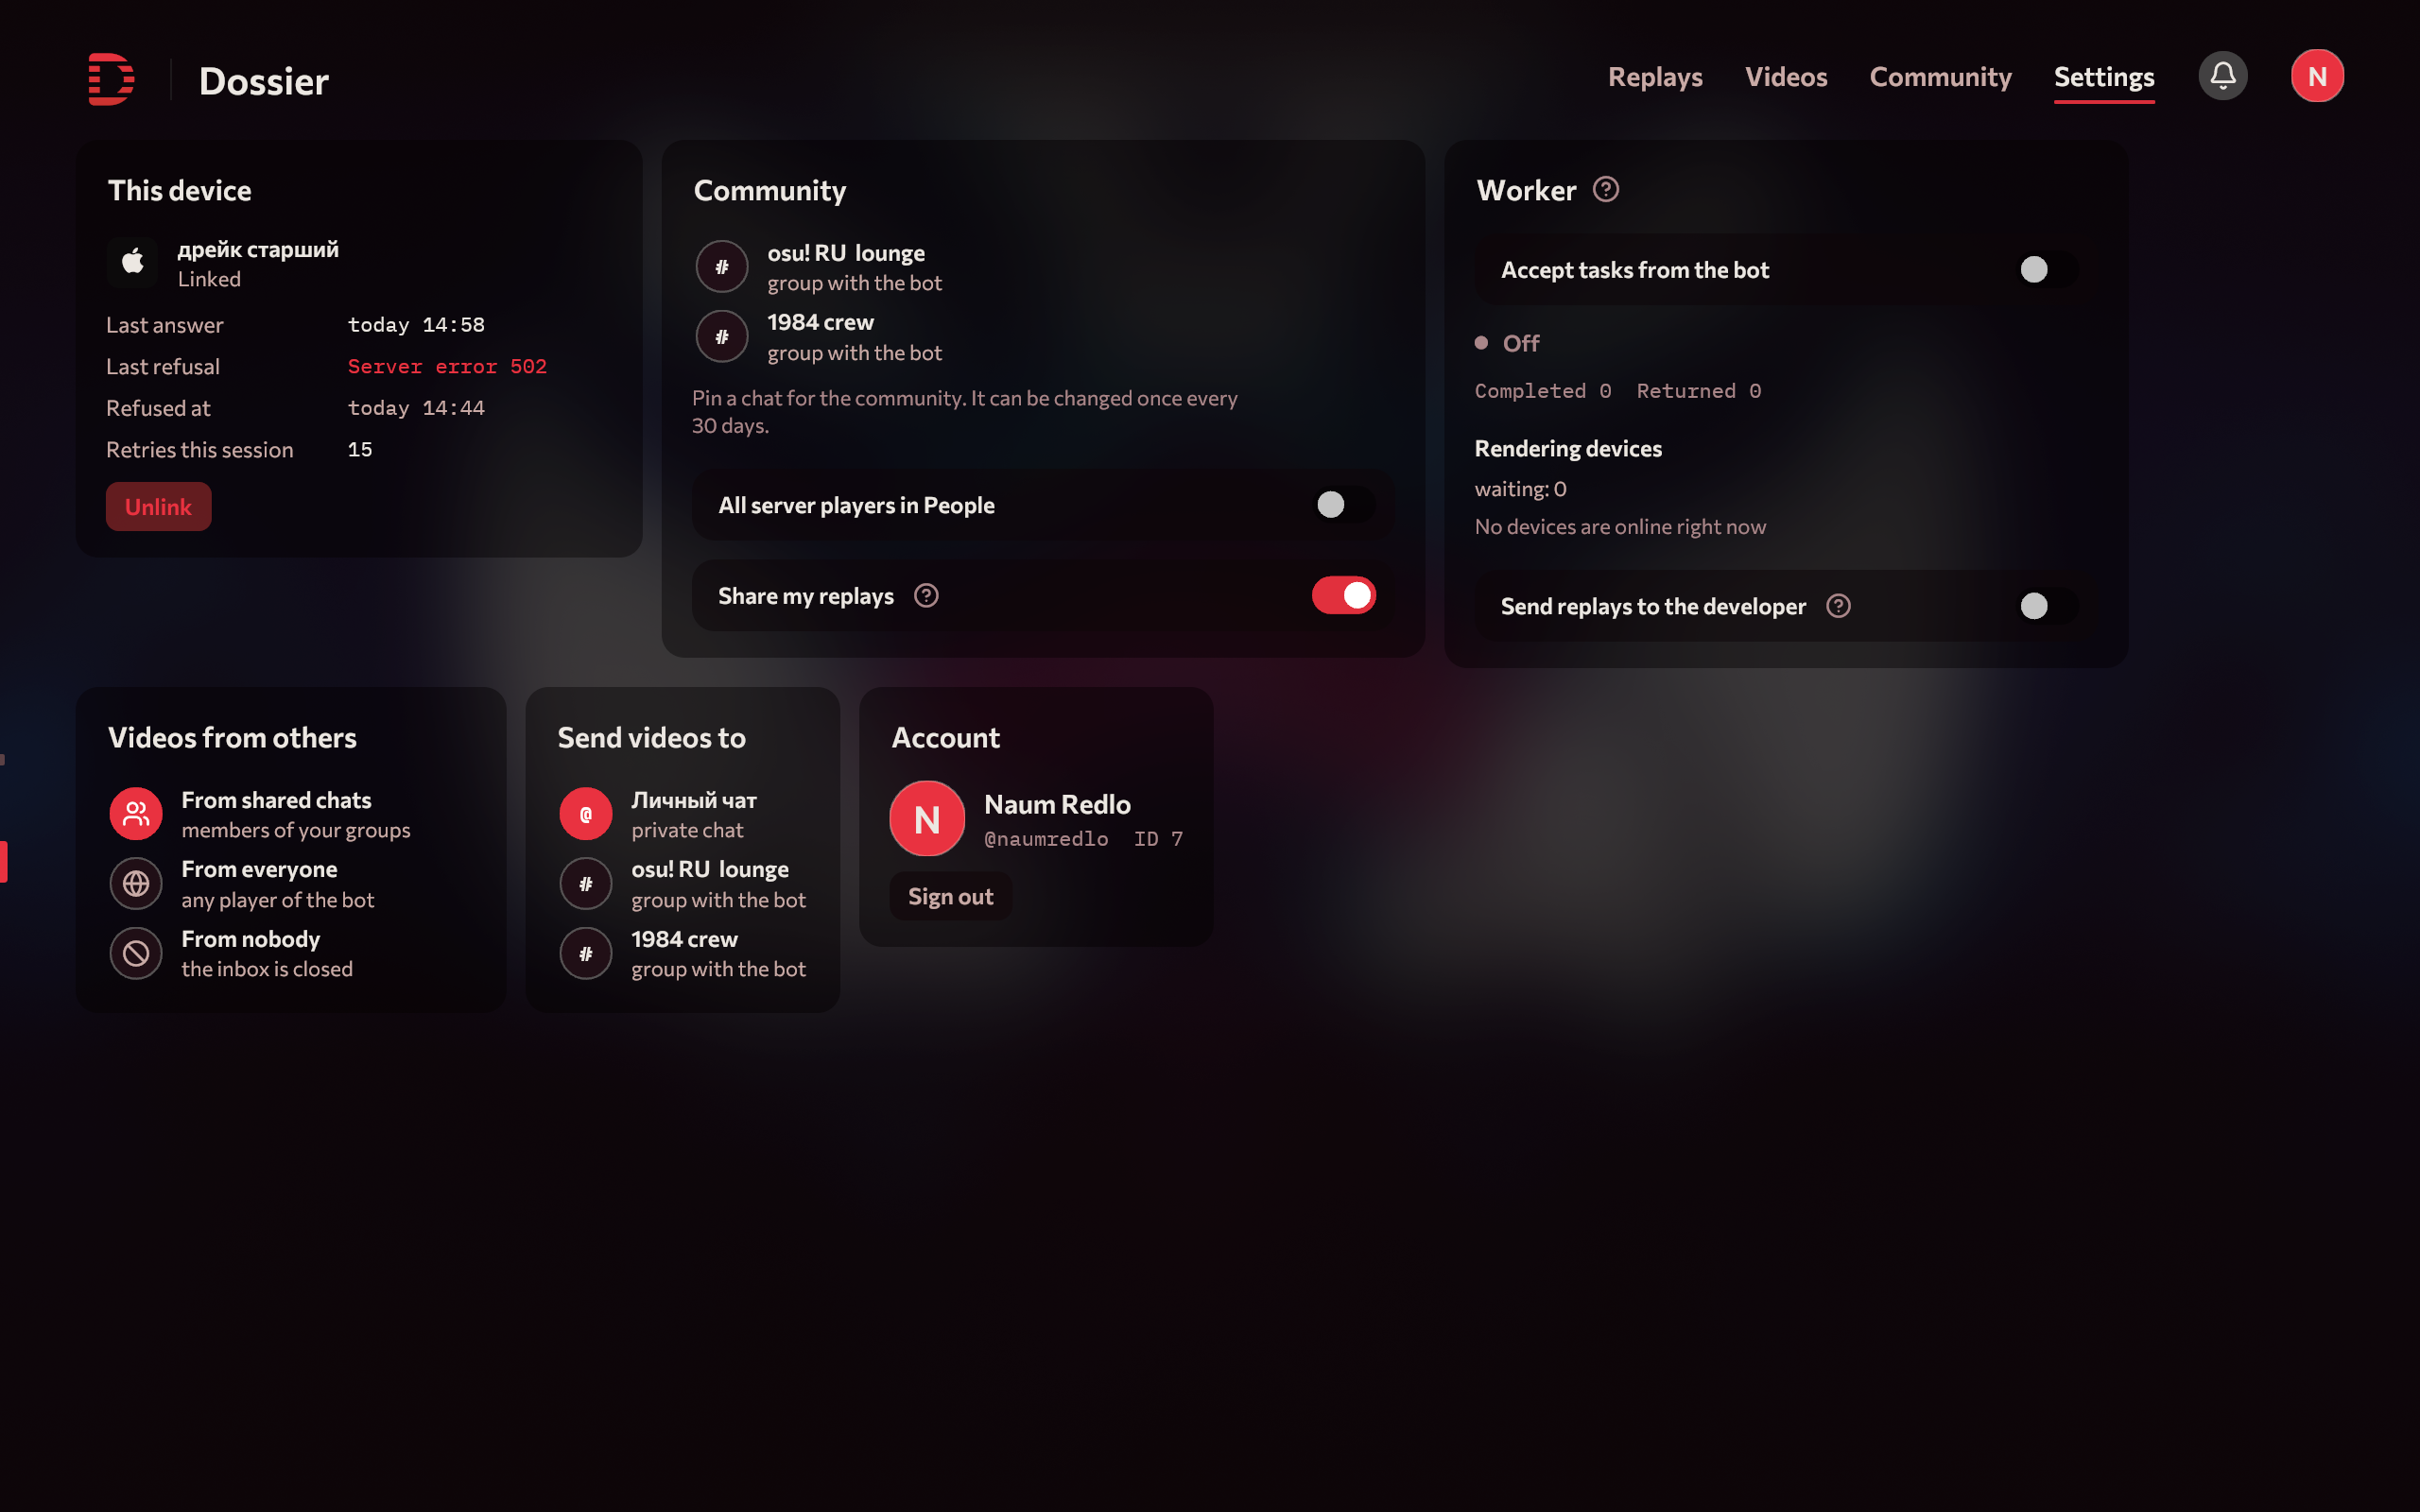 Dossier
Replays
Videos
Community
Settings
N
This device
дрейк старший
Linked
Last answer today 14:58
Last refusal Server error 502
Refused at today 14:44
Retries this session 15
Unlink
Community
# osu! RU lounge
group with the bot
# 1984 crew
group with the bot
Pin a chat for the community. It can be changed once every
30 days.
All server players in People
Share my replays ?
Worker ?
Accept tasks from the bot
Off
Completed 0 Returned 0
Rendering devices
waiting: 0
No devices are online right now
Send replays to the developer ?
Videos from others
From shared chats
members of your groups
From everyone
any player of the bot
From nobody
the inbox is closed
Send videos to
@ Личный чат
private chat
# osu! RU lounge
group with the bot
# 1984 crew
group with the bot
Account
N
Naum Redlo
@naumredlo ID 7
Sign out